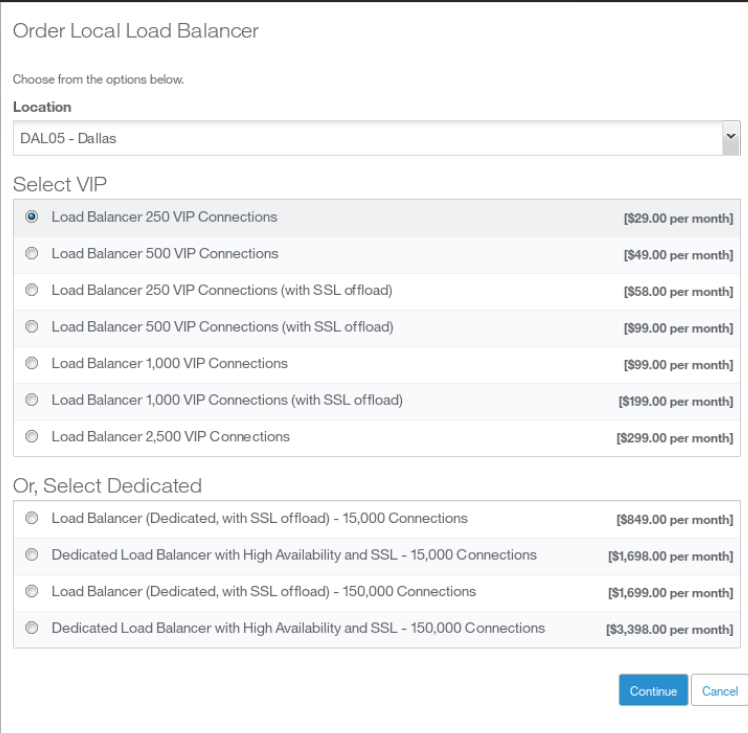 Order Local Load Balancer
Choose from the options below.
Location
DAL05 - Dallas
Select VIP
Load Balancer 250 VIP Connections [$29.00 per month]
Load Balancer 500 VIP Connections [$49.00 per month]
Load Balancer 250 VIP Connections (with SSL offload) [$58.00 per month]
Load Balancer 500 VIP Connections (with SSL offload) [$99.00 per month]
Load Balancer 1,000 VIP Connections [$99.00 per month]
Load Balancer 1,000 VIP Connections (with SSL offload) [$199.00 per month]
Load Balancer 2,500 VIP Connections [$299.00 per month]
Or, Select Dedicated
Load Balancer (Dedicated, with SSL offload) - 15,000 Connections [$849.00 per month]
Dedicated Load Balancer with High Availability and SSL - 15,000 Connections [$1,698.00 per month]
Load Balancer (Dedicated, with SSL offload) - 150,000 Connections [$1,699.00 per month]
Dedicated Load Balancer with High Availability and SSL - 150,000 Connections [$3,398.00 per month]
Continue Cancel